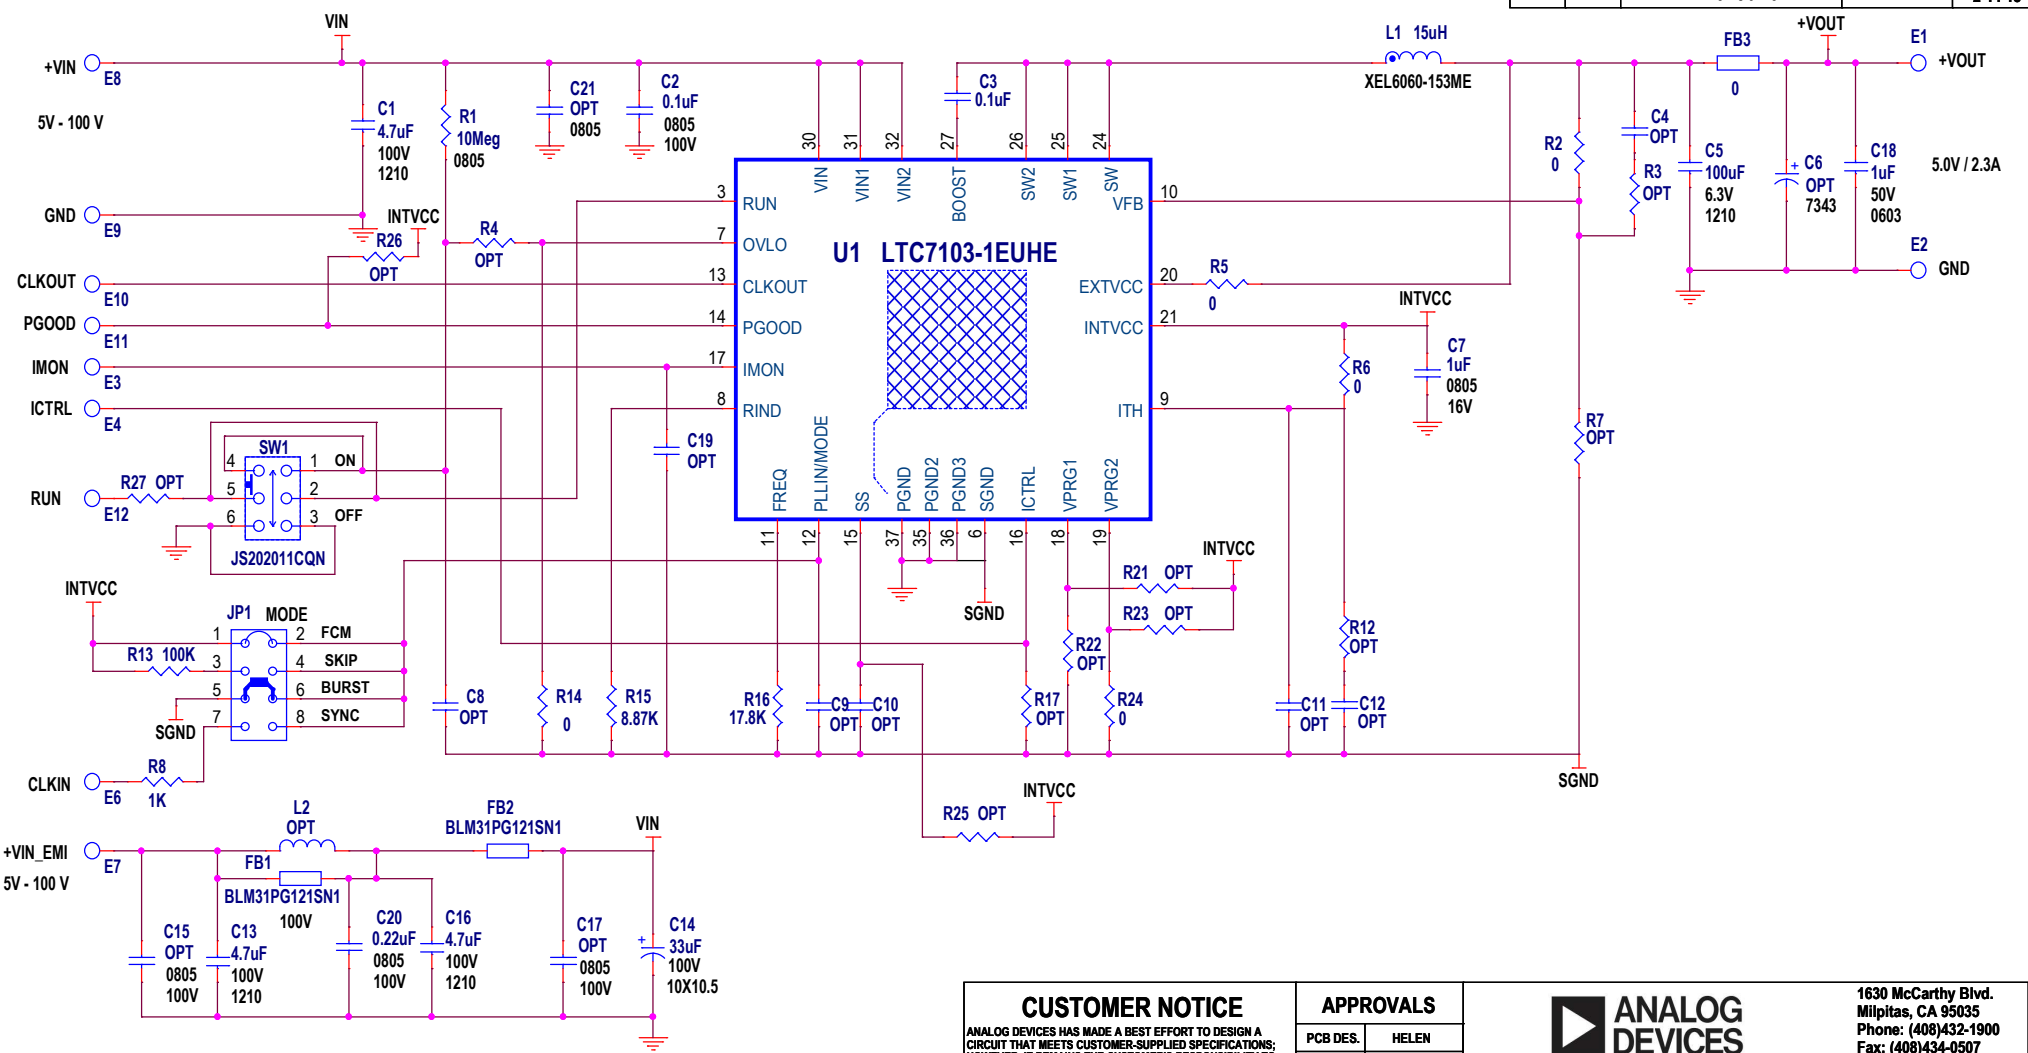 VIN
+VIN
E8
5V - 100 V
C1
4.7uF
100V
1210
R1
10Meg
0805
C21
OPT
0805
C2
0.1uF
0805
100V
C3
0.1uF
L1 15uH
XEL6060-153ME
FB3
0
+VOUT
E1
+VOUT
5.0V / 2.3A
R2
0
C4
OPT
R3
OPT
C5
100uF
6.3V
1210
C6
+
OPT
7343
C18
1uF
50V
0603
E2
GND
GND
E9
INTVCC
R26
OPT
R4
OPT
CLKOUT
E10
PGOOD
E11
IMON
E3
ICTRL
E4
30
31
32
27
26
25
24
VIN
VIN1
VIN2
BOOST
SW2
SW1
SW
3
RUN
7
OVLO
13
CLKOUT
14
PGOOD
17
IMON
8
RIND
U1 LTC7103-1EUHE
VFB
10
EXTVCC
20
INTVCC
21
ITH
9
FREQ
PLLIN/MODE
SS
PGND
PGND2
PGND3
SGND
ICTRL
VPRG1
VPRG2
11
12
15
37
35
36
6
16
18
19
R5
0
INTVCC
R6
0
C7
1uF
0805
16V
R7
OPT
C19
OPT
SW1
4
1
ON
5
2
6
3
OFF
JS202011CQN
R27 OPT
RUN
E12
INTVCC
JP1
MODE
1
2
FCM
R13 100K
3
4
SKIP
5
6
BURST
7
8
SYNC
SGND
CLKIN
E6
R8
1K
SGND
INTVCC
R21 OPT
R23 OPT
R22
OPT
R12
OPT
C8
OPT
R14
0
R15
8.87K
R16
17.8K
C9
OPT
C10
OPT
R17
OPT
R24
0
C11
OPT
C12
OPT
SGND
R25 OPT
INTVCC
+VIN_EMI
E7
5V - 100 V
L2
OPT
FB1
BLM31PG121SN1
100V
FB2
BLM31PG121SN1
VIN
C15
OPT
0805
100V
C13
4.7uF
100V
1210
C20
0.22uF
0805
100V
C16
4.7uF
100V
1210
C17
OPT
0805
100V
C14
+
33uF
100V
10X10.5
CUSTOMER NOTICE
ANALOG DEVICES HAS MADE A BEST EFFORT TO DESIGN A
CIRCUIT THAT MEETS CUSTOMER-SUPPLIED SPECIFICATIONS;
APPROVALS
PCB DES.
HELEN
ANALOG
DEVICES
1630 McCarthy Blvd.
Milpitas, CA 95035
Phone: (408)432-1900
Fax: (408)434-0507